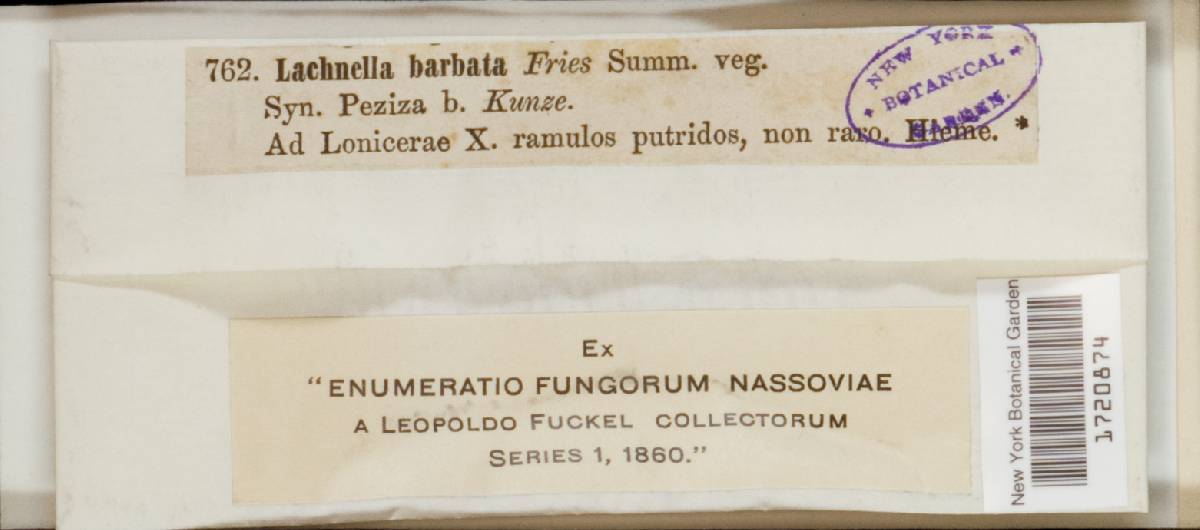 762. Lachnella barbata Fries Summ. veg.
Syn. Peziza b. Kunze.
Ad Lonicerae X. ramulos putridos, non raro. Hieme. *
NEW YORK
* BOTANICAL *
GARDEN.
Ex
"ENUMERATIO FUNGORUM NASSOVIAE
A LEOPOLDO FUCKEL COLLECTORUM
SERIES 1, 1860."
New York Botanical Garden
1720874